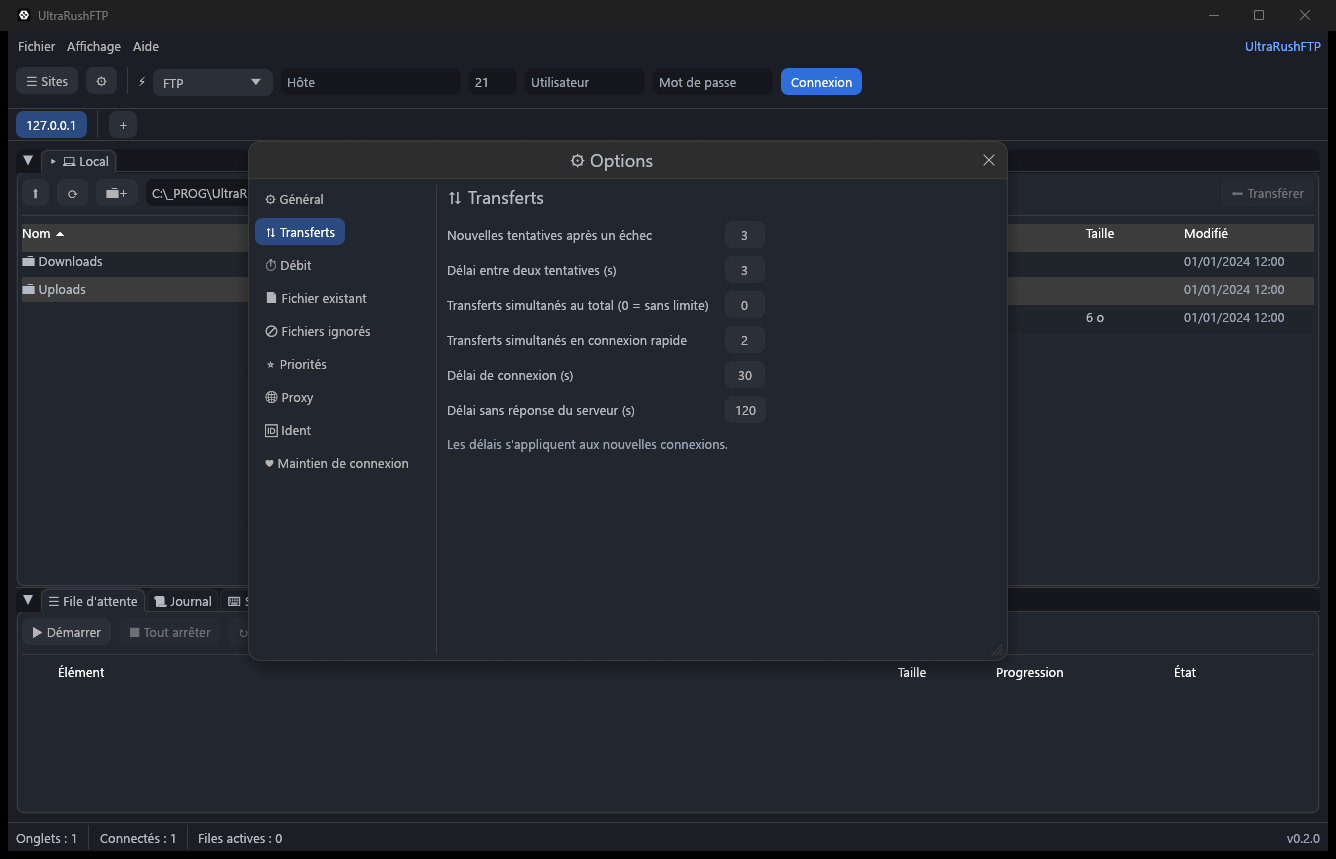 UltraRushFTP
Fichier Affichage Aide UltraRushFTP
Sites FTP Hôte 21 Utilisateur Mot de passe Connexion
127.0.0.1 +
Local
C:\_PROG\UltraR Transférer
Nom Taille Modifié
Downloads 01/01/2024 12:00
Uploads 01/01/2024 12:00
6 o 01/01/2024 12:00
Options
Général
Transferts
Débit
Fichier existant
Fichiers ignorés
Priorités
Proxy
ID Ident
Maintien de connexion
Transferts
Nouvelles tentatives après un échec 3
Délai entre deux tentatives (s) 3
Transferts simultanés au total (0 = sans limite) 0
Transferts simultanés en connexion rapide 2
Délai de connexion (s) 30
Délai sans réponse du serveur (s) 120
Les délais s'appliquent aux nouvelles connexions.
File d'attente Journal
Démarrer Tout arrêter
Élément Taille Progression État
Onglets : 1 Connectés : 1 Files actives : 0 v0.2.0